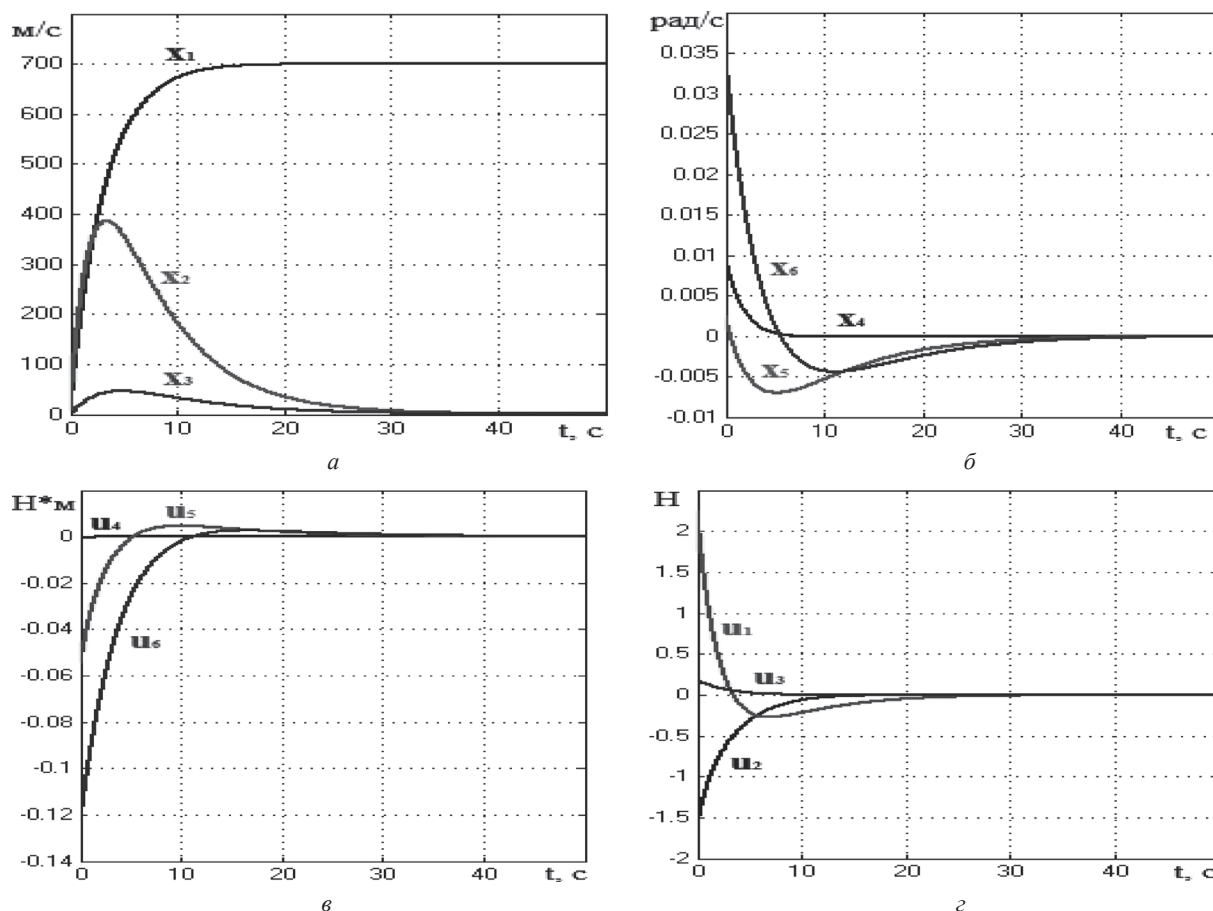 м/с
x₁
700
600
500
400
300
x₂
200
100
x₃
0
0 10 20 30 40 t, с
а
рад/с
0.035
0.03
0.025
0.02
0.015
0.01
x₆
0.005
x₄
0
x₅
-0.005
-0.01
0 10 20 30 40 t, с
б
Н*м
u₄ u₅
0
-0.02
-0.04
u₆
-0.06
-0.08
-0.1
-0.12
-0.14
0 10 20 30 40 t, с
в
Н
2
1.5
1
u₁
0.5
u₃
0
-0.5
u₂
-1
-1.5
-2
0 10 20 30 40 t, с
г